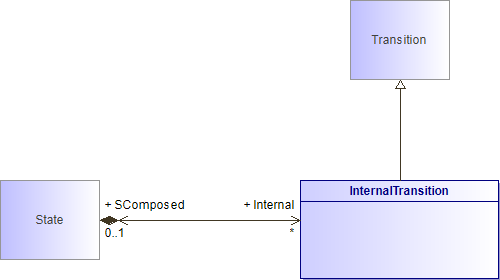 Transition
InternalTransition
+ SComposed
+ Internal
State
0..1
*